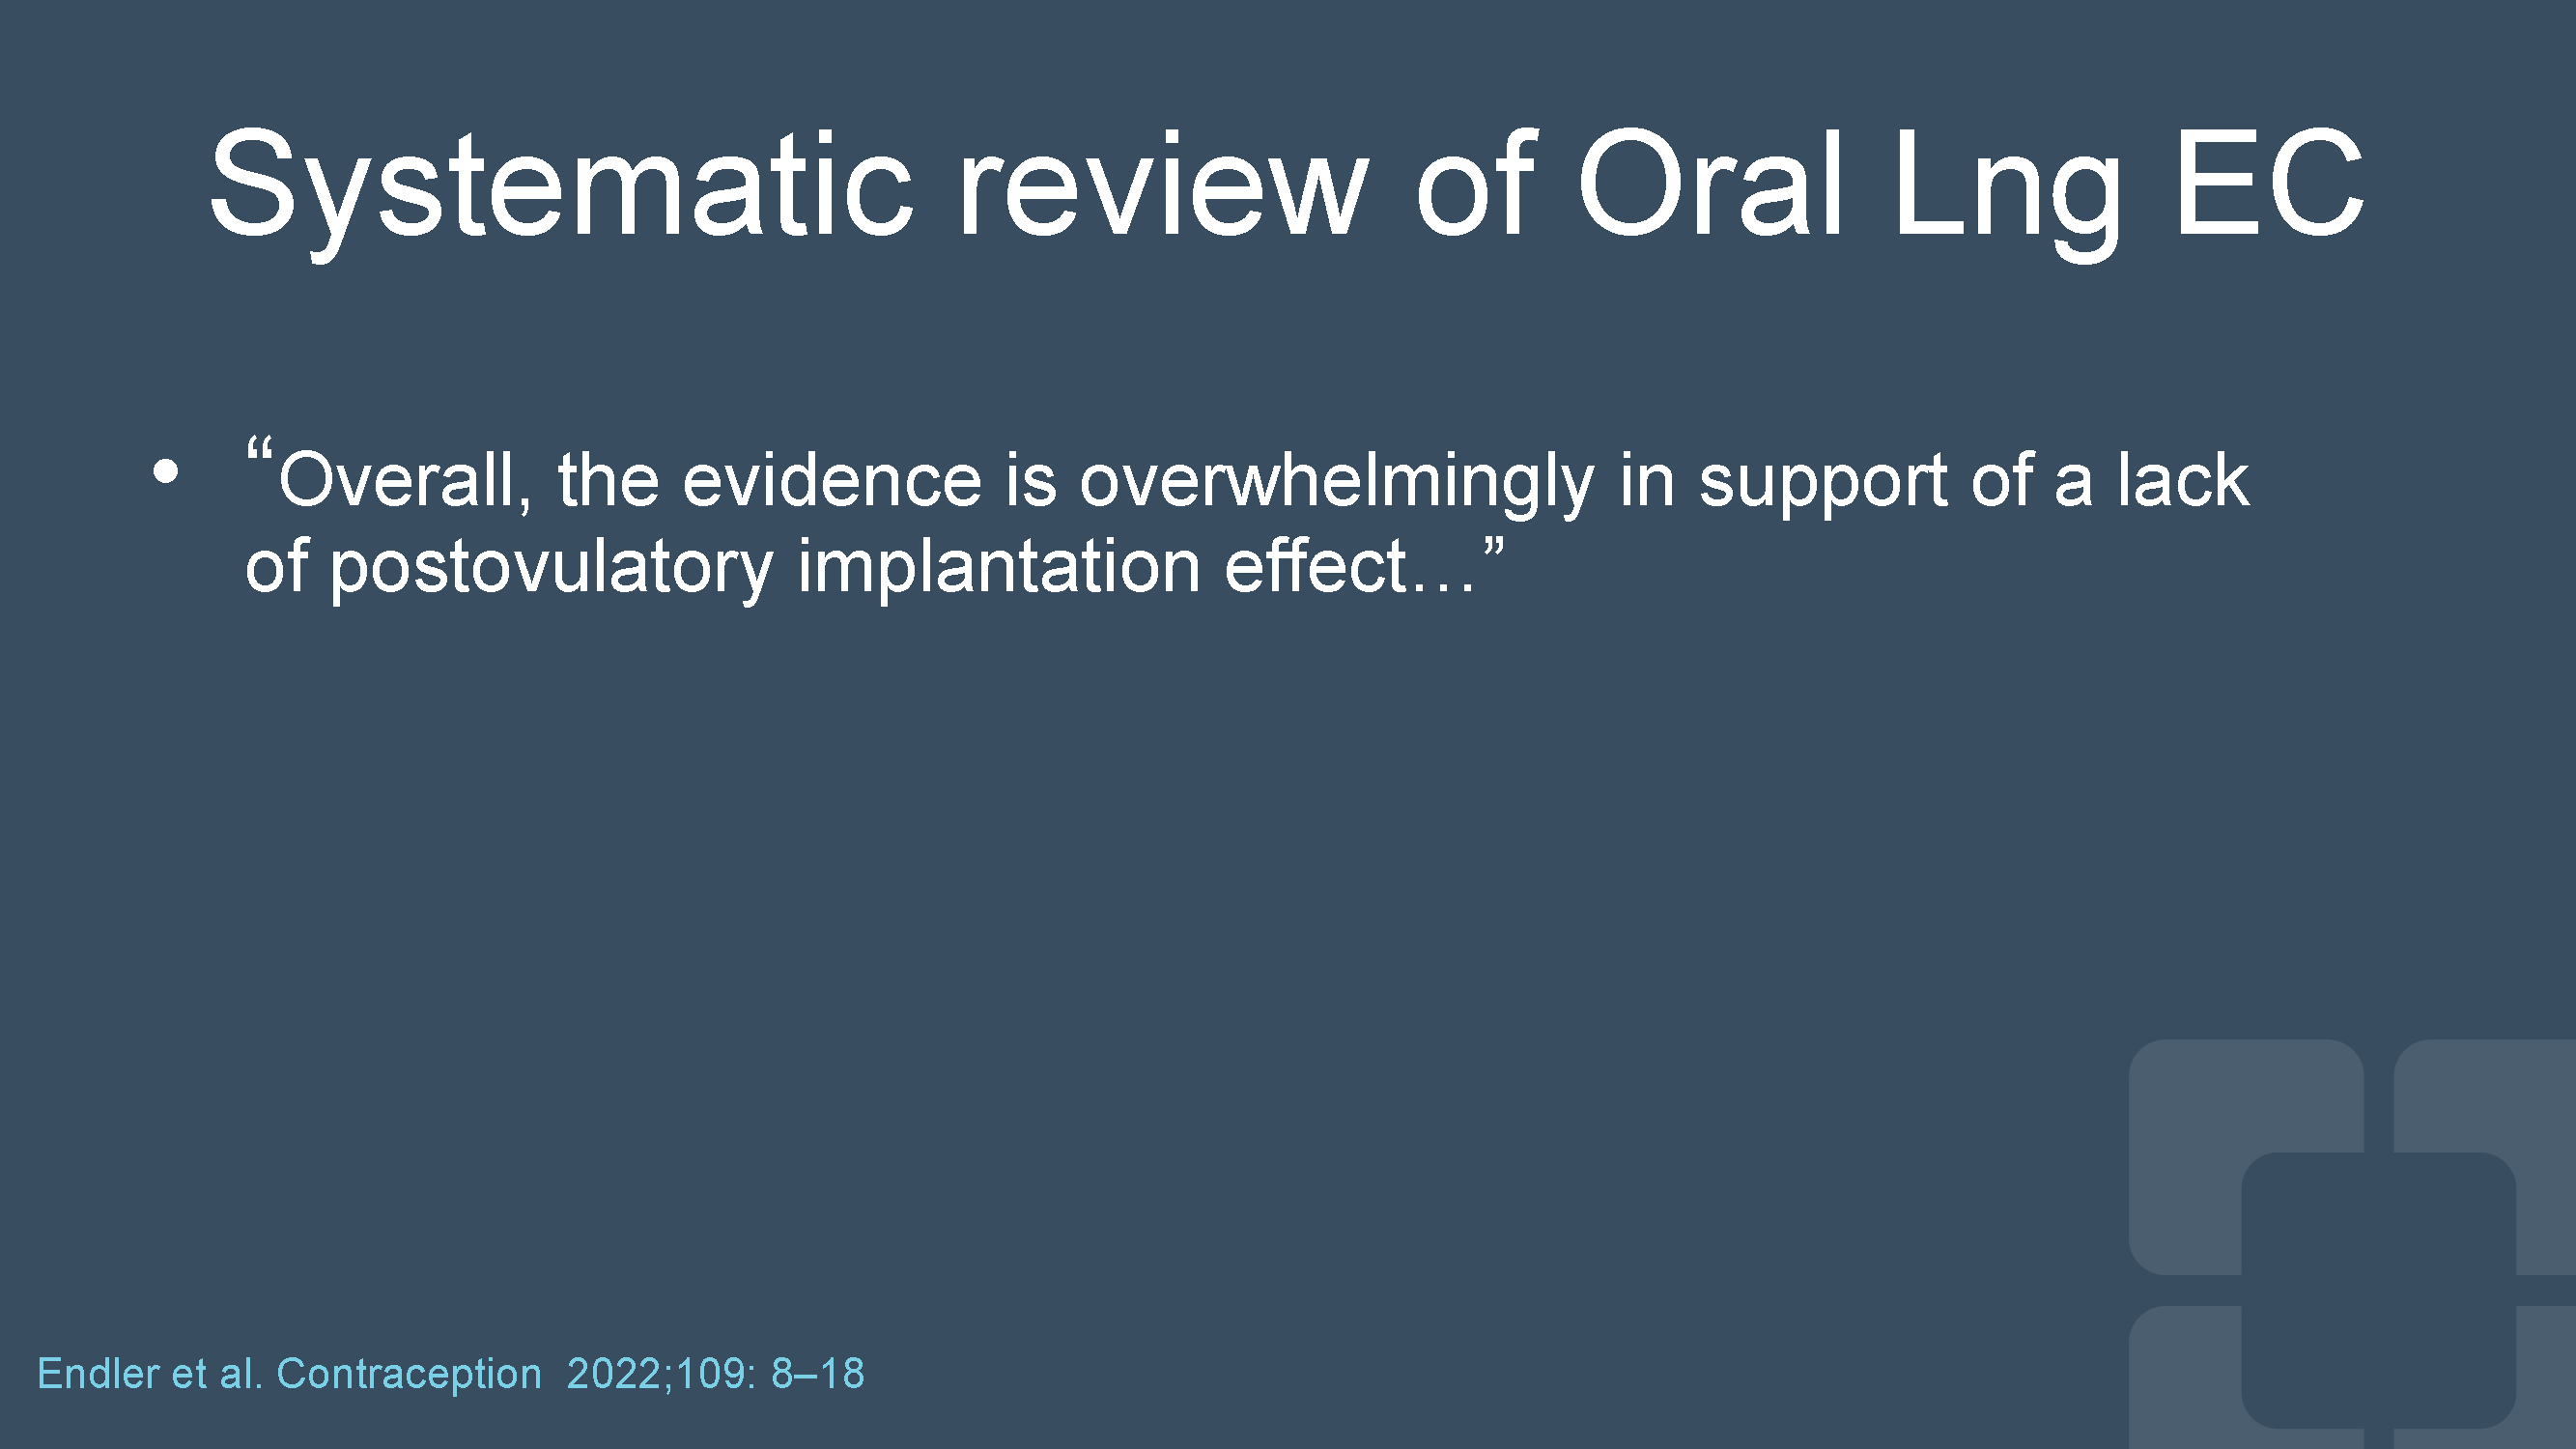 Systematic review of Oral Lng EC
• “Overall, the evidence is overwhelmingly in support of a lack
of postovulatory implantation effect…”
Endler et al. Contraception 2022;109: 8–18